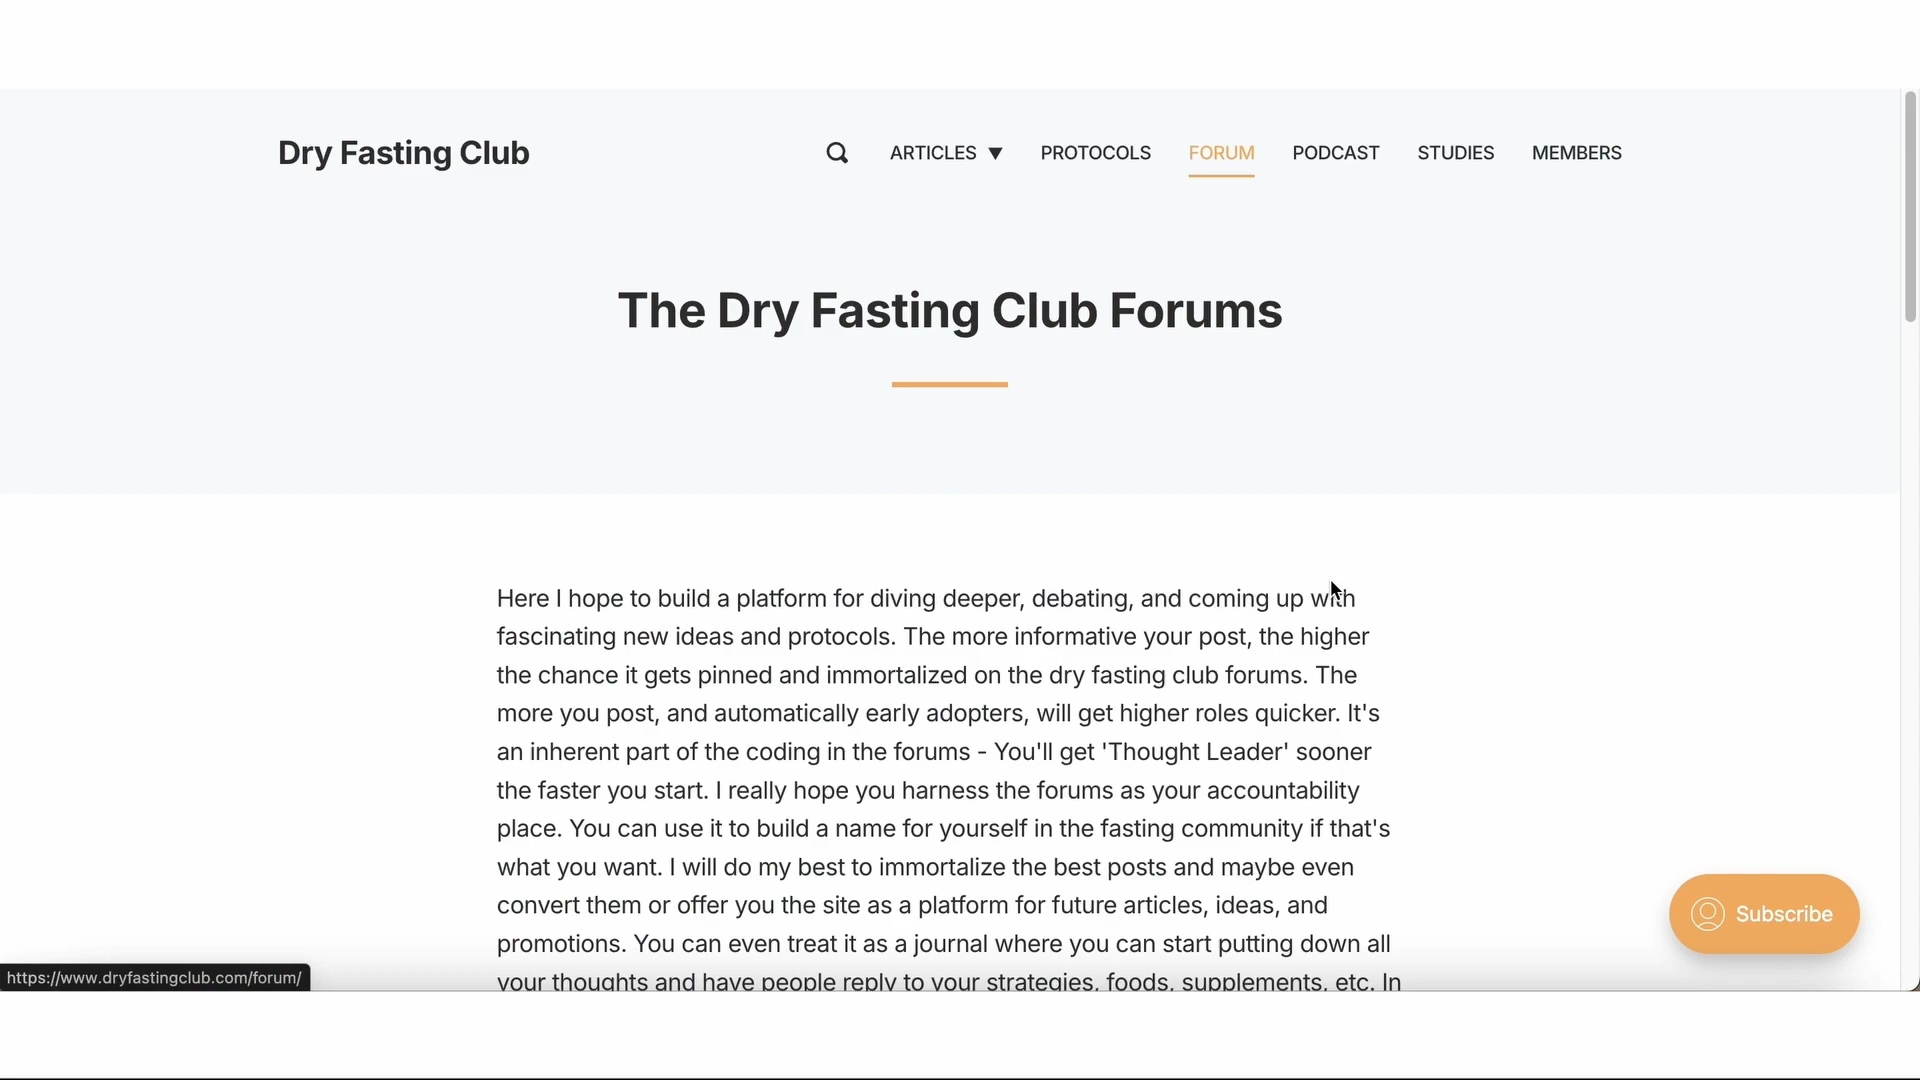 Dry Fasting Club
ARTICLES ▼ PROTOCOLS FORUM PODCAST STUDIES MEMBERS
The Dry Fasting Club Forums
Here I hope to build a platform for diving deeper, debating, and coming up with
fascinating new ideas and protocols. The more informative your post, the higher
the chance it gets pinned and immortalized on the dry fasting club forums. The
more you post, and automatically early adopters, will get higher roles quicker. It's
an inherent part of the coding in the forums - You'll get 'Thought Leader' sooner
the faster you start. I really hope you harness the forums as your accountability
place. You can use it to build a name for yourself in the fasting community if that's
what you want. I will do my best to immortalize the best posts and maybe even
convert them or offer you the site as a platform for future articles, ideas, and
promotions. You can even treat it as a journal where you can start putting down all
your thoughts and have people reply to your strategies, foods, supplements, etc. In
Subscribe
https://www.dryfastingclub.com/forum/